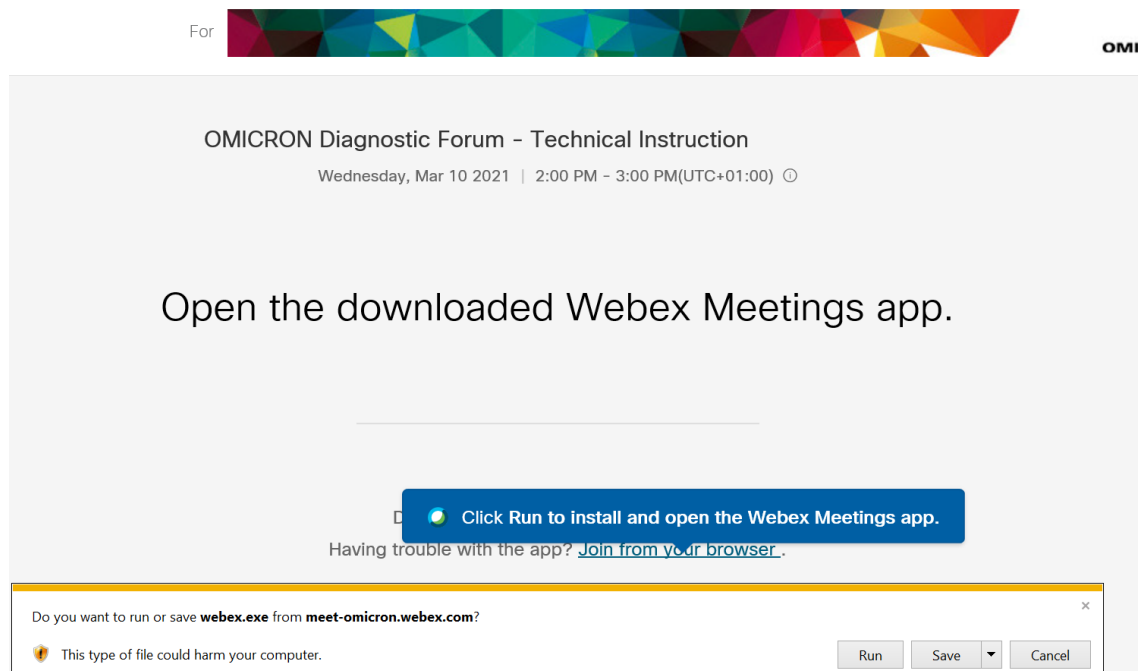 For
OMI
OMICRON Diagnostic Forum - Technical Instruction
Wednesday, Mar 10 2021 | 2:00 PM - 3:00 PM(UTC+01:00)
Open the downloaded Webex Meetings app.
Click Run to install and open the Webex Meetings app.
Having trouble with the app? Join from your browser .
Do you want to run or save webex.exe from meet-omicron.webex.com?
This type of file could harm your computer.
Run Save Cancel